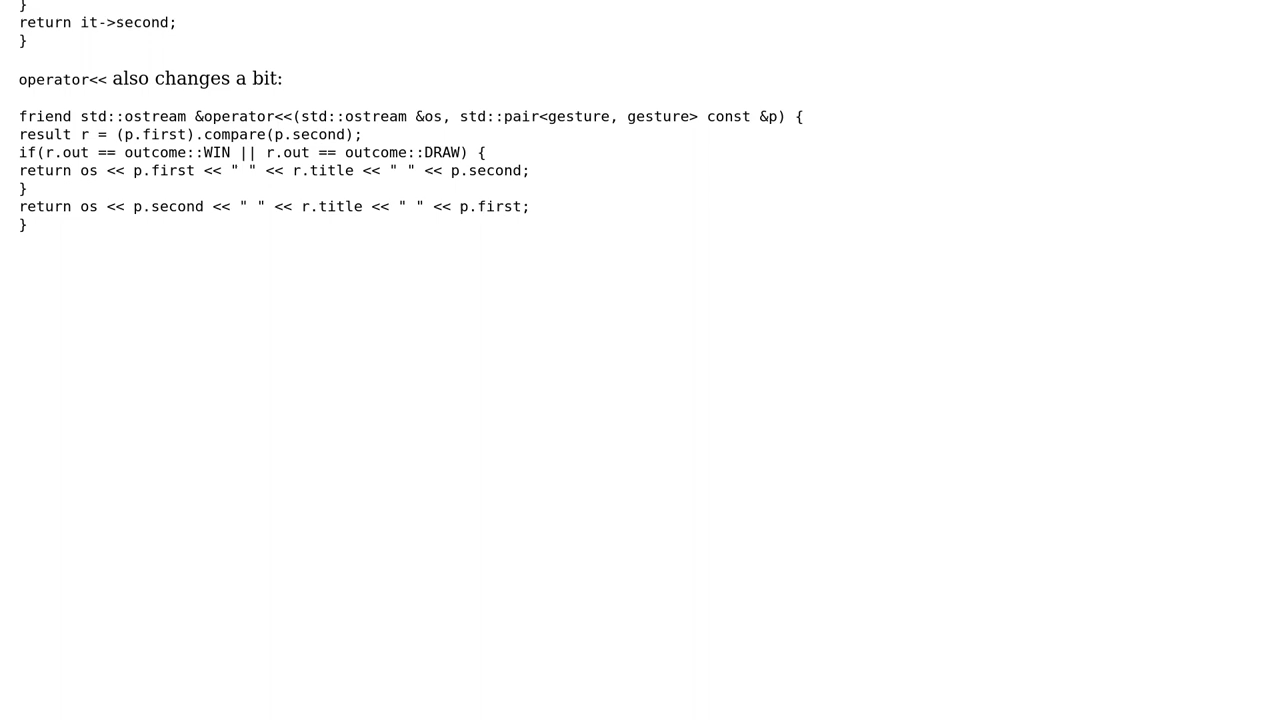 }
return it->second;
}
operator<< also changes a bit:
friend std::ostream &operator<<(std::ostream &os, std::pair<gesture, gesture> const &p) {
result r = (p.first).compare(p.second);
if(r.out == outcome::WIN || r.out == outcome::DRAW) {
return os << p.first << " " << r.title << " " << p.second;
}
return os << p.second << " " << r.title << " " << p.first;
}